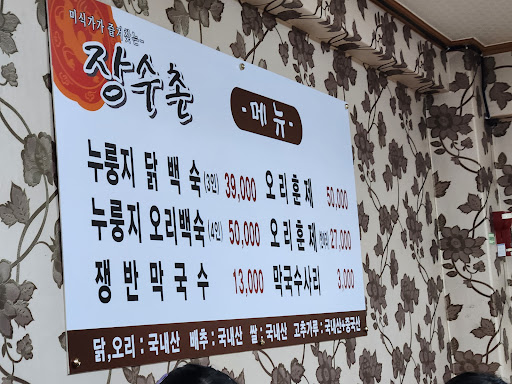 미식가가 즐겨찾는~
장수촌
-메뉴-
누룽지 닭백숙(3인) 39,000 오리훈제 50,000
누룽지 오리백숙(4인) 50,000 오리훈제(반마리) 27,000
쟁반막국수 13,000 막국수사리 3,000
닭,오리 : 국내산 배추 : 국내산 쌀 : 국내산 고추가루 : 국내산+중국산